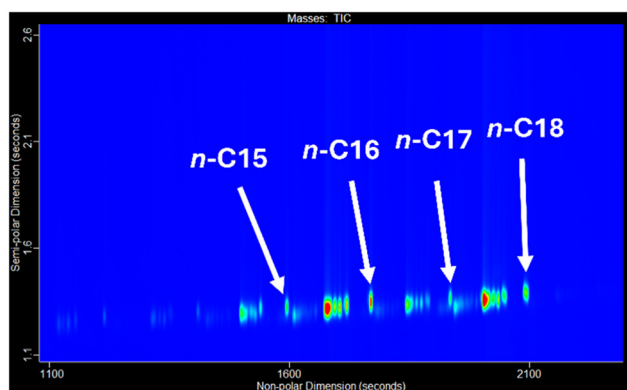 Masses: TIC
2.6
2.1
1.6
1.1
Semi-polar Dimension (seconds)
n-C15
n-C16
n-C17
n-C18
1100
1600
2100
Non-polar Dimension (seconds)